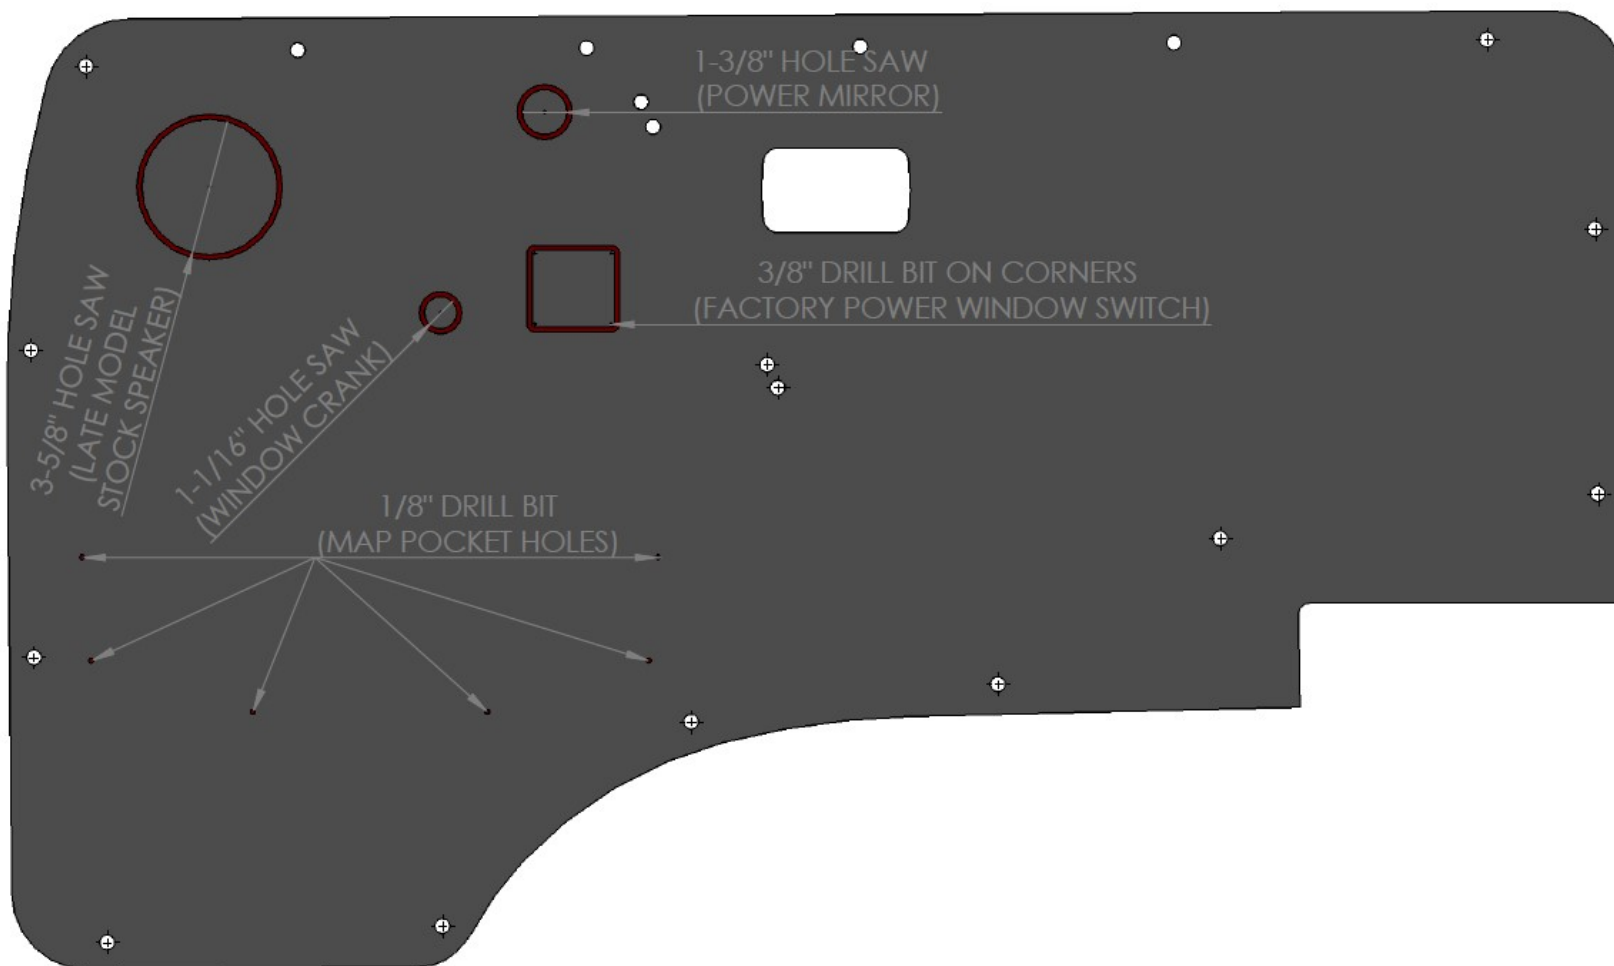 1-3/8" HOLE SAW
(POWER MIRROR)
3/8" DRILL BIT ON CORNERS
(FACTORY POWER WINDOW SWITCH)
3-5/8" HOLE SAW
(LATE MODEL
STOCK SPEAKER)
1-1/16" HOLE SAW
(WINDOW CRANK)
1/8" DRILL BIT
(MAP POCKET HOLES)